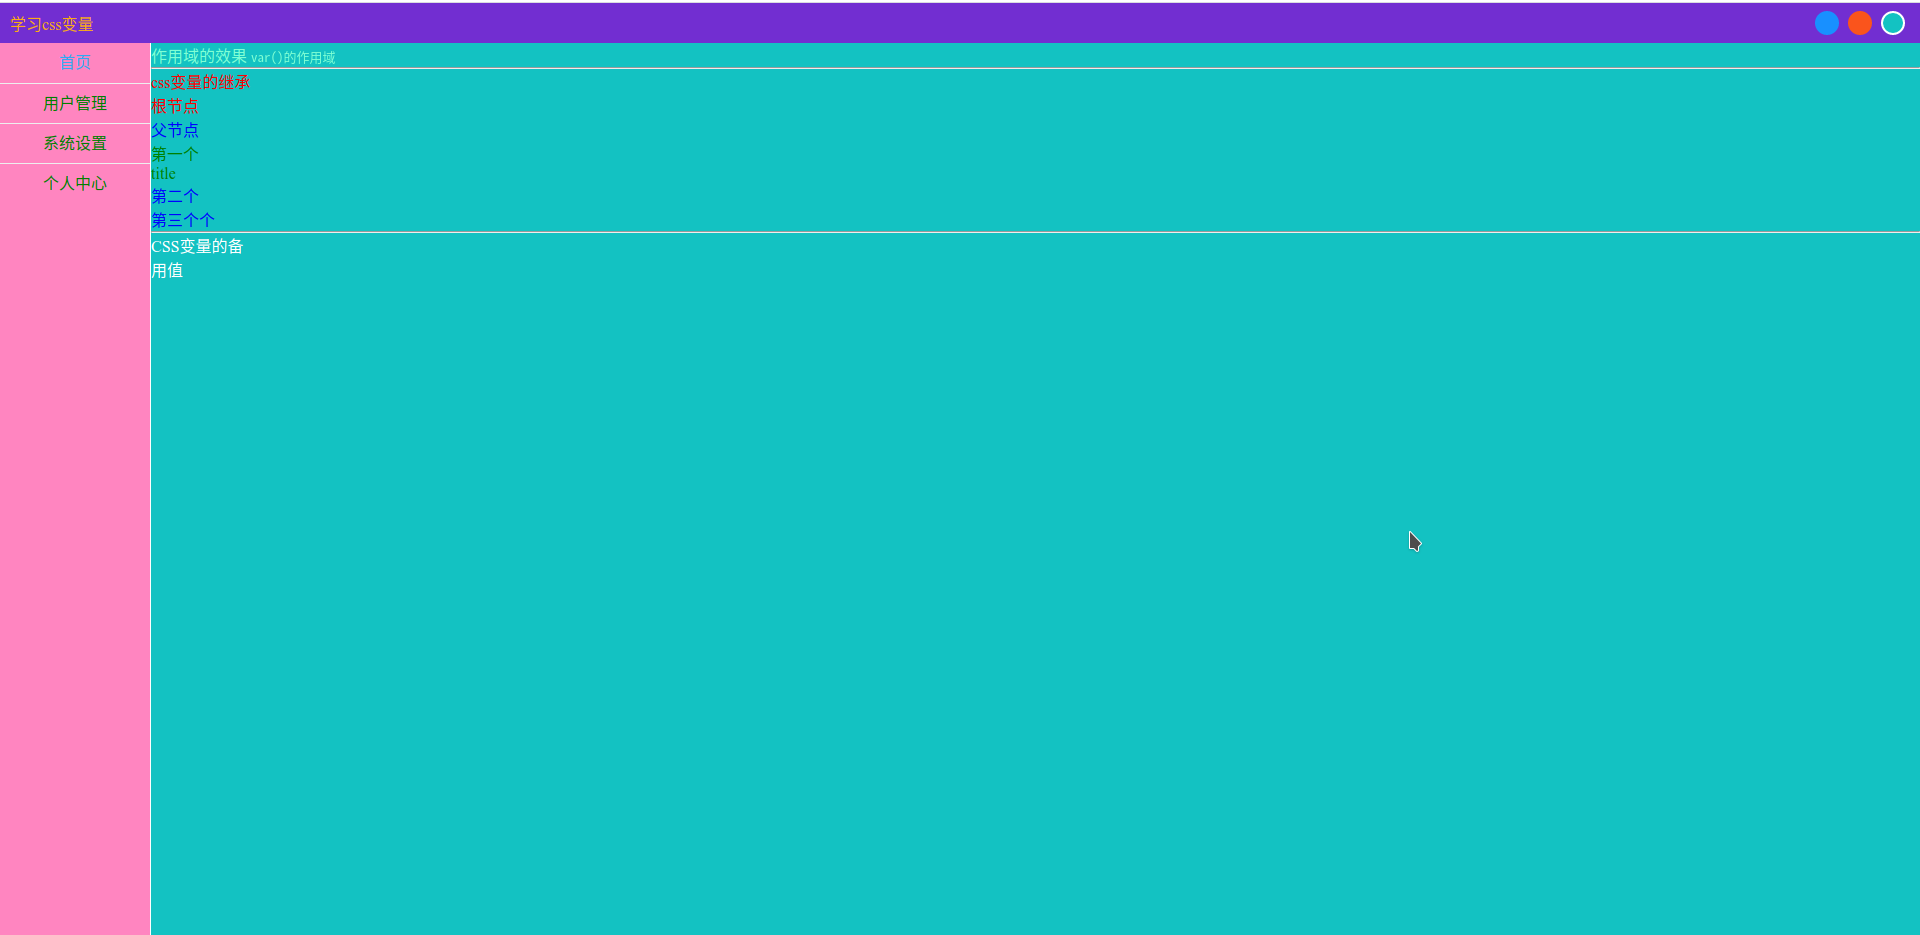 学习css变量
首页
用户管理
系统设置
个人中心
作用域的效果 var()的作用域
css变量的继承
根节点
父节点
第一个
title
第二个
第三个个
CSS变量的备
用值